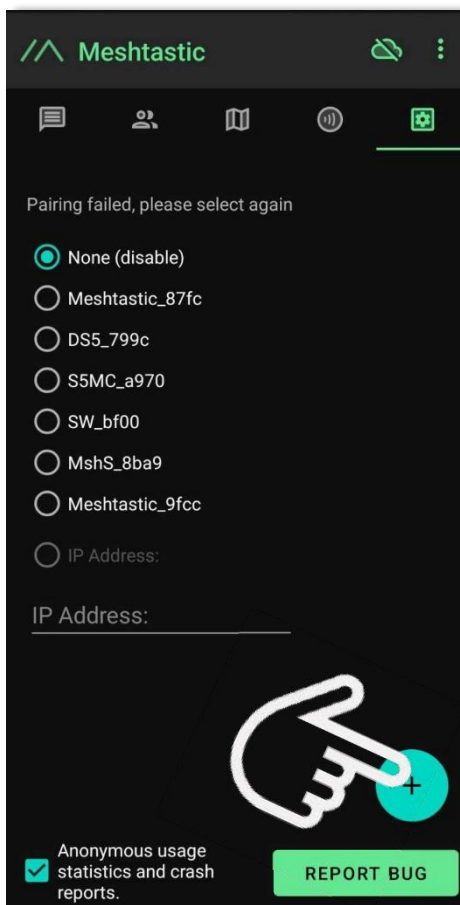 Meshtastic
Pairing failed, please select again
None (disable)
Meshtastic_87fc
DS5_799c
S5MC_a970
SW_bf00
MshS_8ba9
Meshtastic_9fcc
IP Address:
IP Address:
+
Anonymous usage
statistics and crash
reports.
REPORT BUG